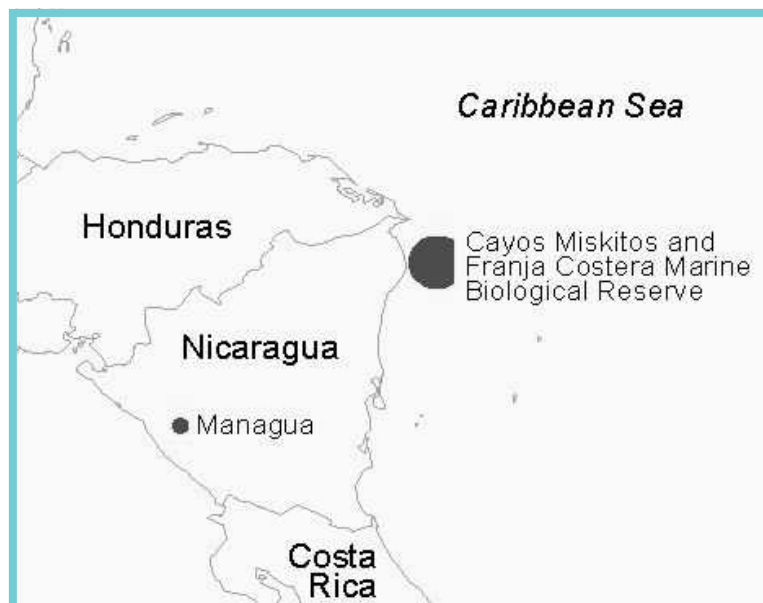 Caribbean Sea
Honduras
Cayos Miskitos and
Franja Costera Marine
Biological Reserve
Nicaragua
Managua
Costa
Rica